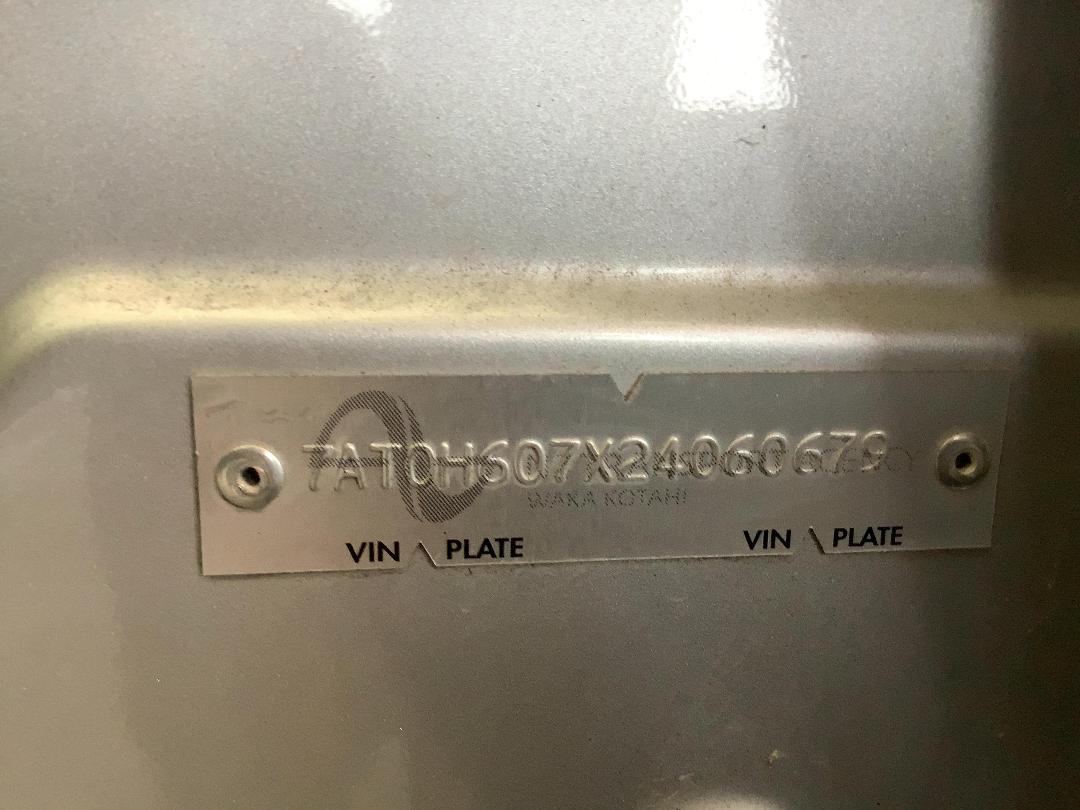 7AT0H607X24060679
WAKA KOTAHI
VIN PLATE VIN PLATE